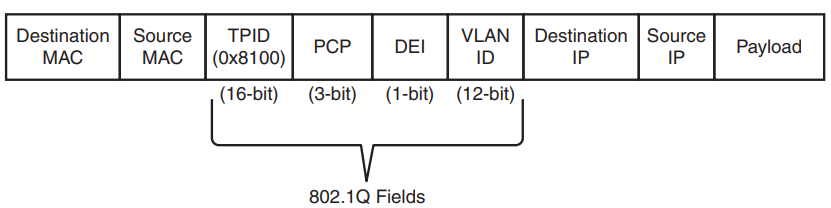 Destination MAC
Source MAC
TPID (0x8100)
PCP
DEI
VLAN ID
Destination IP
Source IP
Payload
(16-bit)
(3-bit)
(1-bit)
(12-bit)
802.1Q Fields